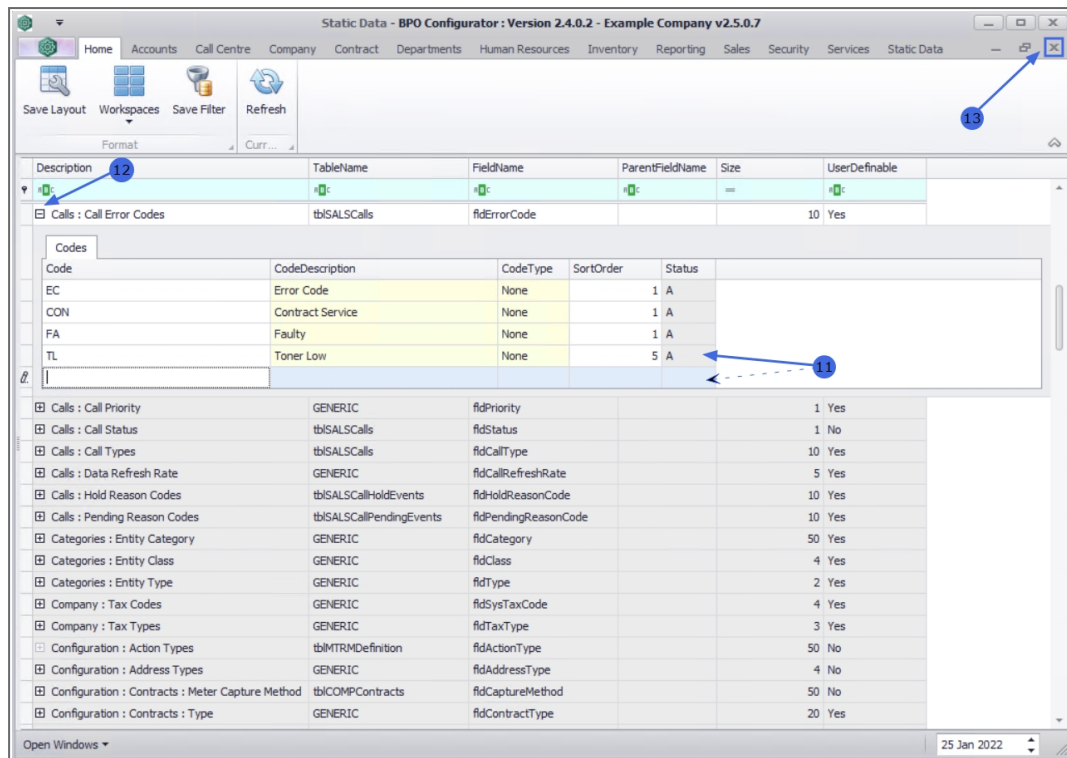 Static Data - BPO Configurator : Version 2.4.0.2 - Example Company v2.5.0.7
Home Accounts Call Centre Company Contract Departments Human Resources Inventory Reporting Sales Security Services Static Data
Save Layout Workspaces Save Filter Refresh
13
Format Curr...
Description TableName FieldName ParentFieldName Size UserDefinable
12
Calls : Call Error Codes tblSALSCalls fldErrorCode 10 Yes
Codes
Code CodeDescription CodeType SortOrder Status
EC Error Code None 1 A
CON Contract Service None 1 A
FA Faulty None 1 A
TL Toner Low None 5 A
11
Calls : Call Priority GENERIC fldPriority 1 Yes
Calls : Call Status tblSALSCalls fldStatus 1 No
Calls : Call Types tblSALSCalls fldCallType 10 Yes
Calls : Data Refresh Rate GENERIC fldCallRefreshRate 5 Yes
Calls : Hold Reason Codes tblSALSCallHoldEvents fldHoldReasonCode 10 Yes
Calls : Pending Reason Codes tblSALSCallPendingEvents fldPendingReasonCode 10 Yes
Categories : Entity Category GENERIC fldCategory 50 Yes
Categories : Entity Class GENERIC fldClass 4 Yes
Categories : Entity Type GENERIC fldType 2 Yes
Company : Tax Codes GENERIC fldSysTaxCode 4 Yes
Company : Tax Types GENERIC fldTaxType 3 Yes
Configuration : Action Types tblMTRMDefinition fldActionType 50 No
Configuration : Address Types GENERIC fldAddressType 4 No
Configuration : Contracts : Meter Capture Method tblCOMPContracts fldCaptureMethod 50 No
Configuration : Contracts : Type GENERIC fldContractType 20 Yes
Open Windows 25 Jan 2022